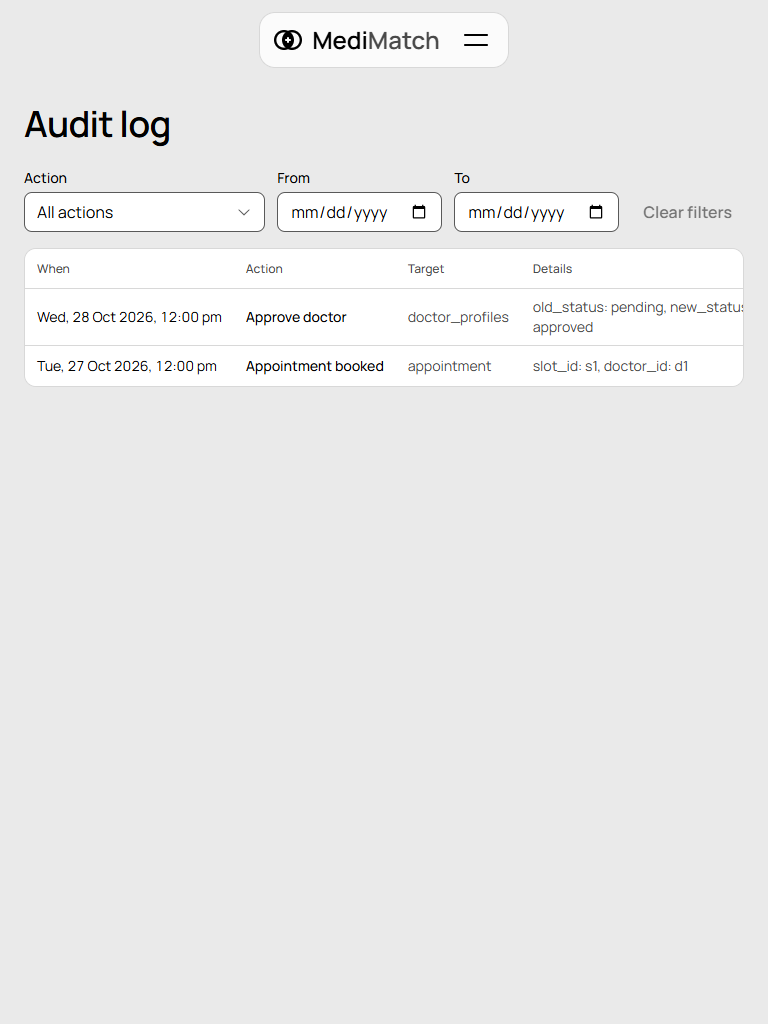 MediMatch
Audit log
Action From To
All actions mm/dd/yyyy mm/dd/yyyy Clear filters
When Action Target Details
Wed, 28 Oct 2026, 12:00 pm Approve doctor doctor_profiles old_status: pending, new_status
approved
Tue, 27 Oct 2026, 12:00 pm Appointment booked appointment slot_id: s1, doctor_id: d1